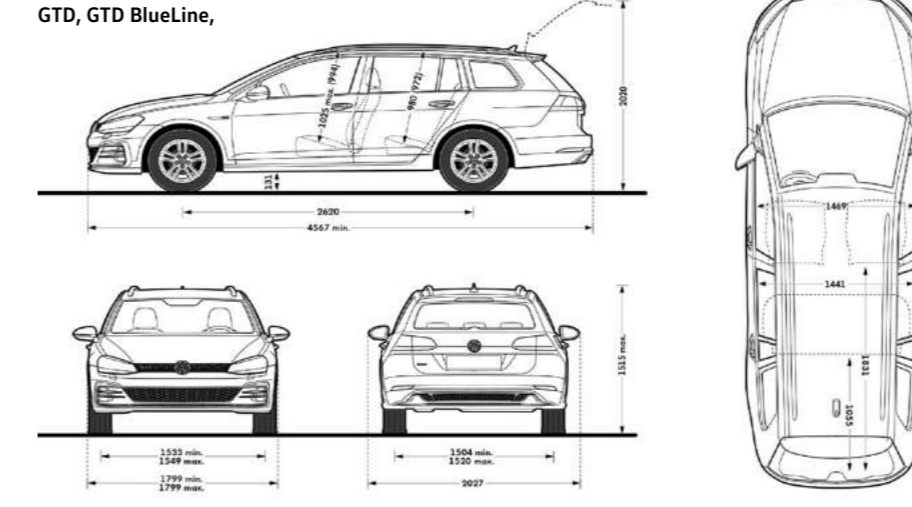 GTD, GTD BlueLine,
1025 max. (994)
980 (972)
2020
131
2620
4567 min.
1469
1441
1831
1055
1515 max.
1533 min.
1549 max.
1799 min.
1799 max.
1504 min.
1520 max.
2027